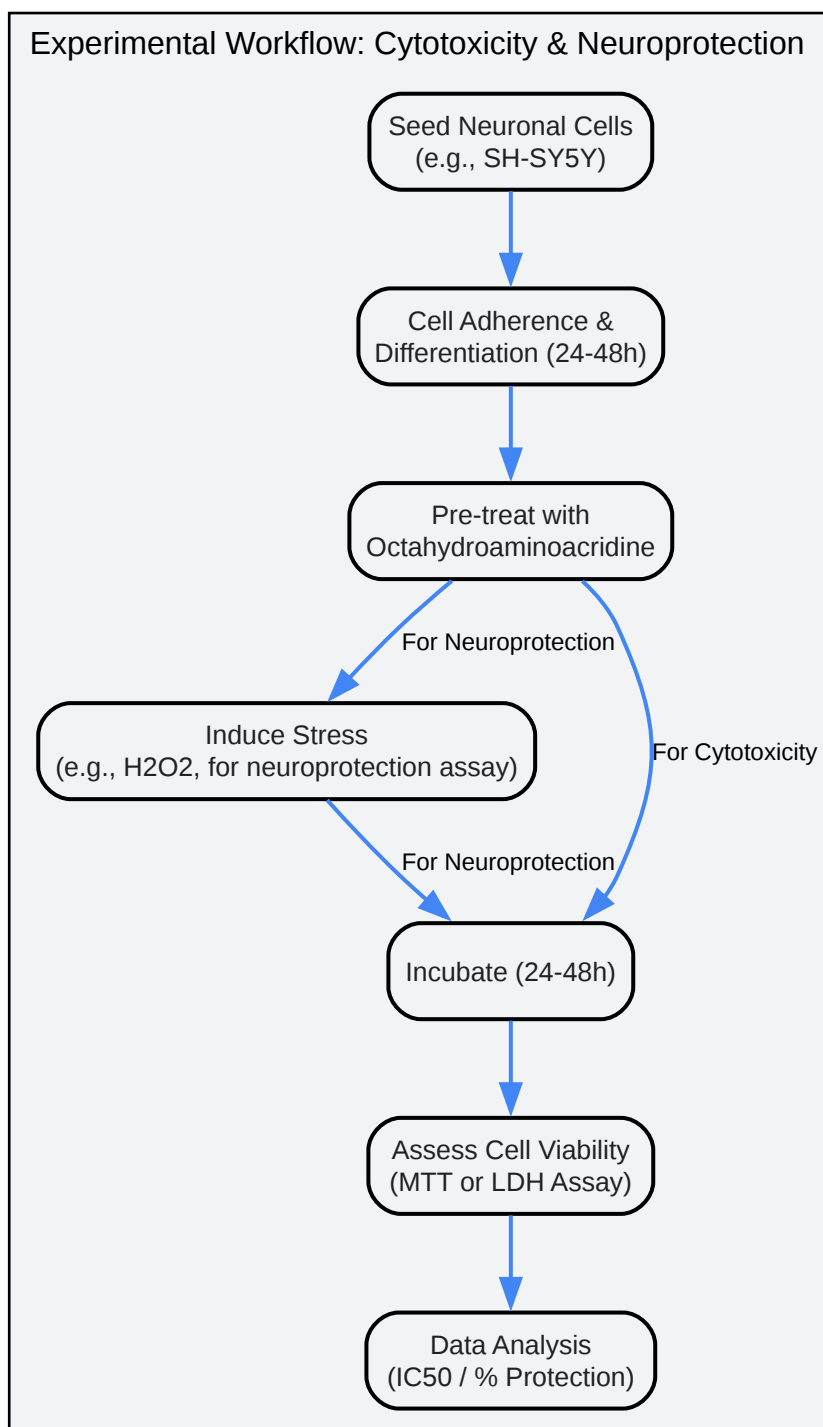 Experimental Workflow: Cytotoxicity & Neuroprotection
Seed Neuronal Cells
(e.g., SH-SY5Y)
Cell Adherence &
Differentiation (24-48h)
Pre-treat with
Octahydroaminoacridine
For Neuroprotection
Induce Stress
(e.g., H2O2, for neuroprotection assay)
For Cytotoxicity
For Neuroprotection
Incubate (24-48h)
Assess Cell Viability
(MTT or LDH Assay)
Data Analysis
(IC50 / % Protection)